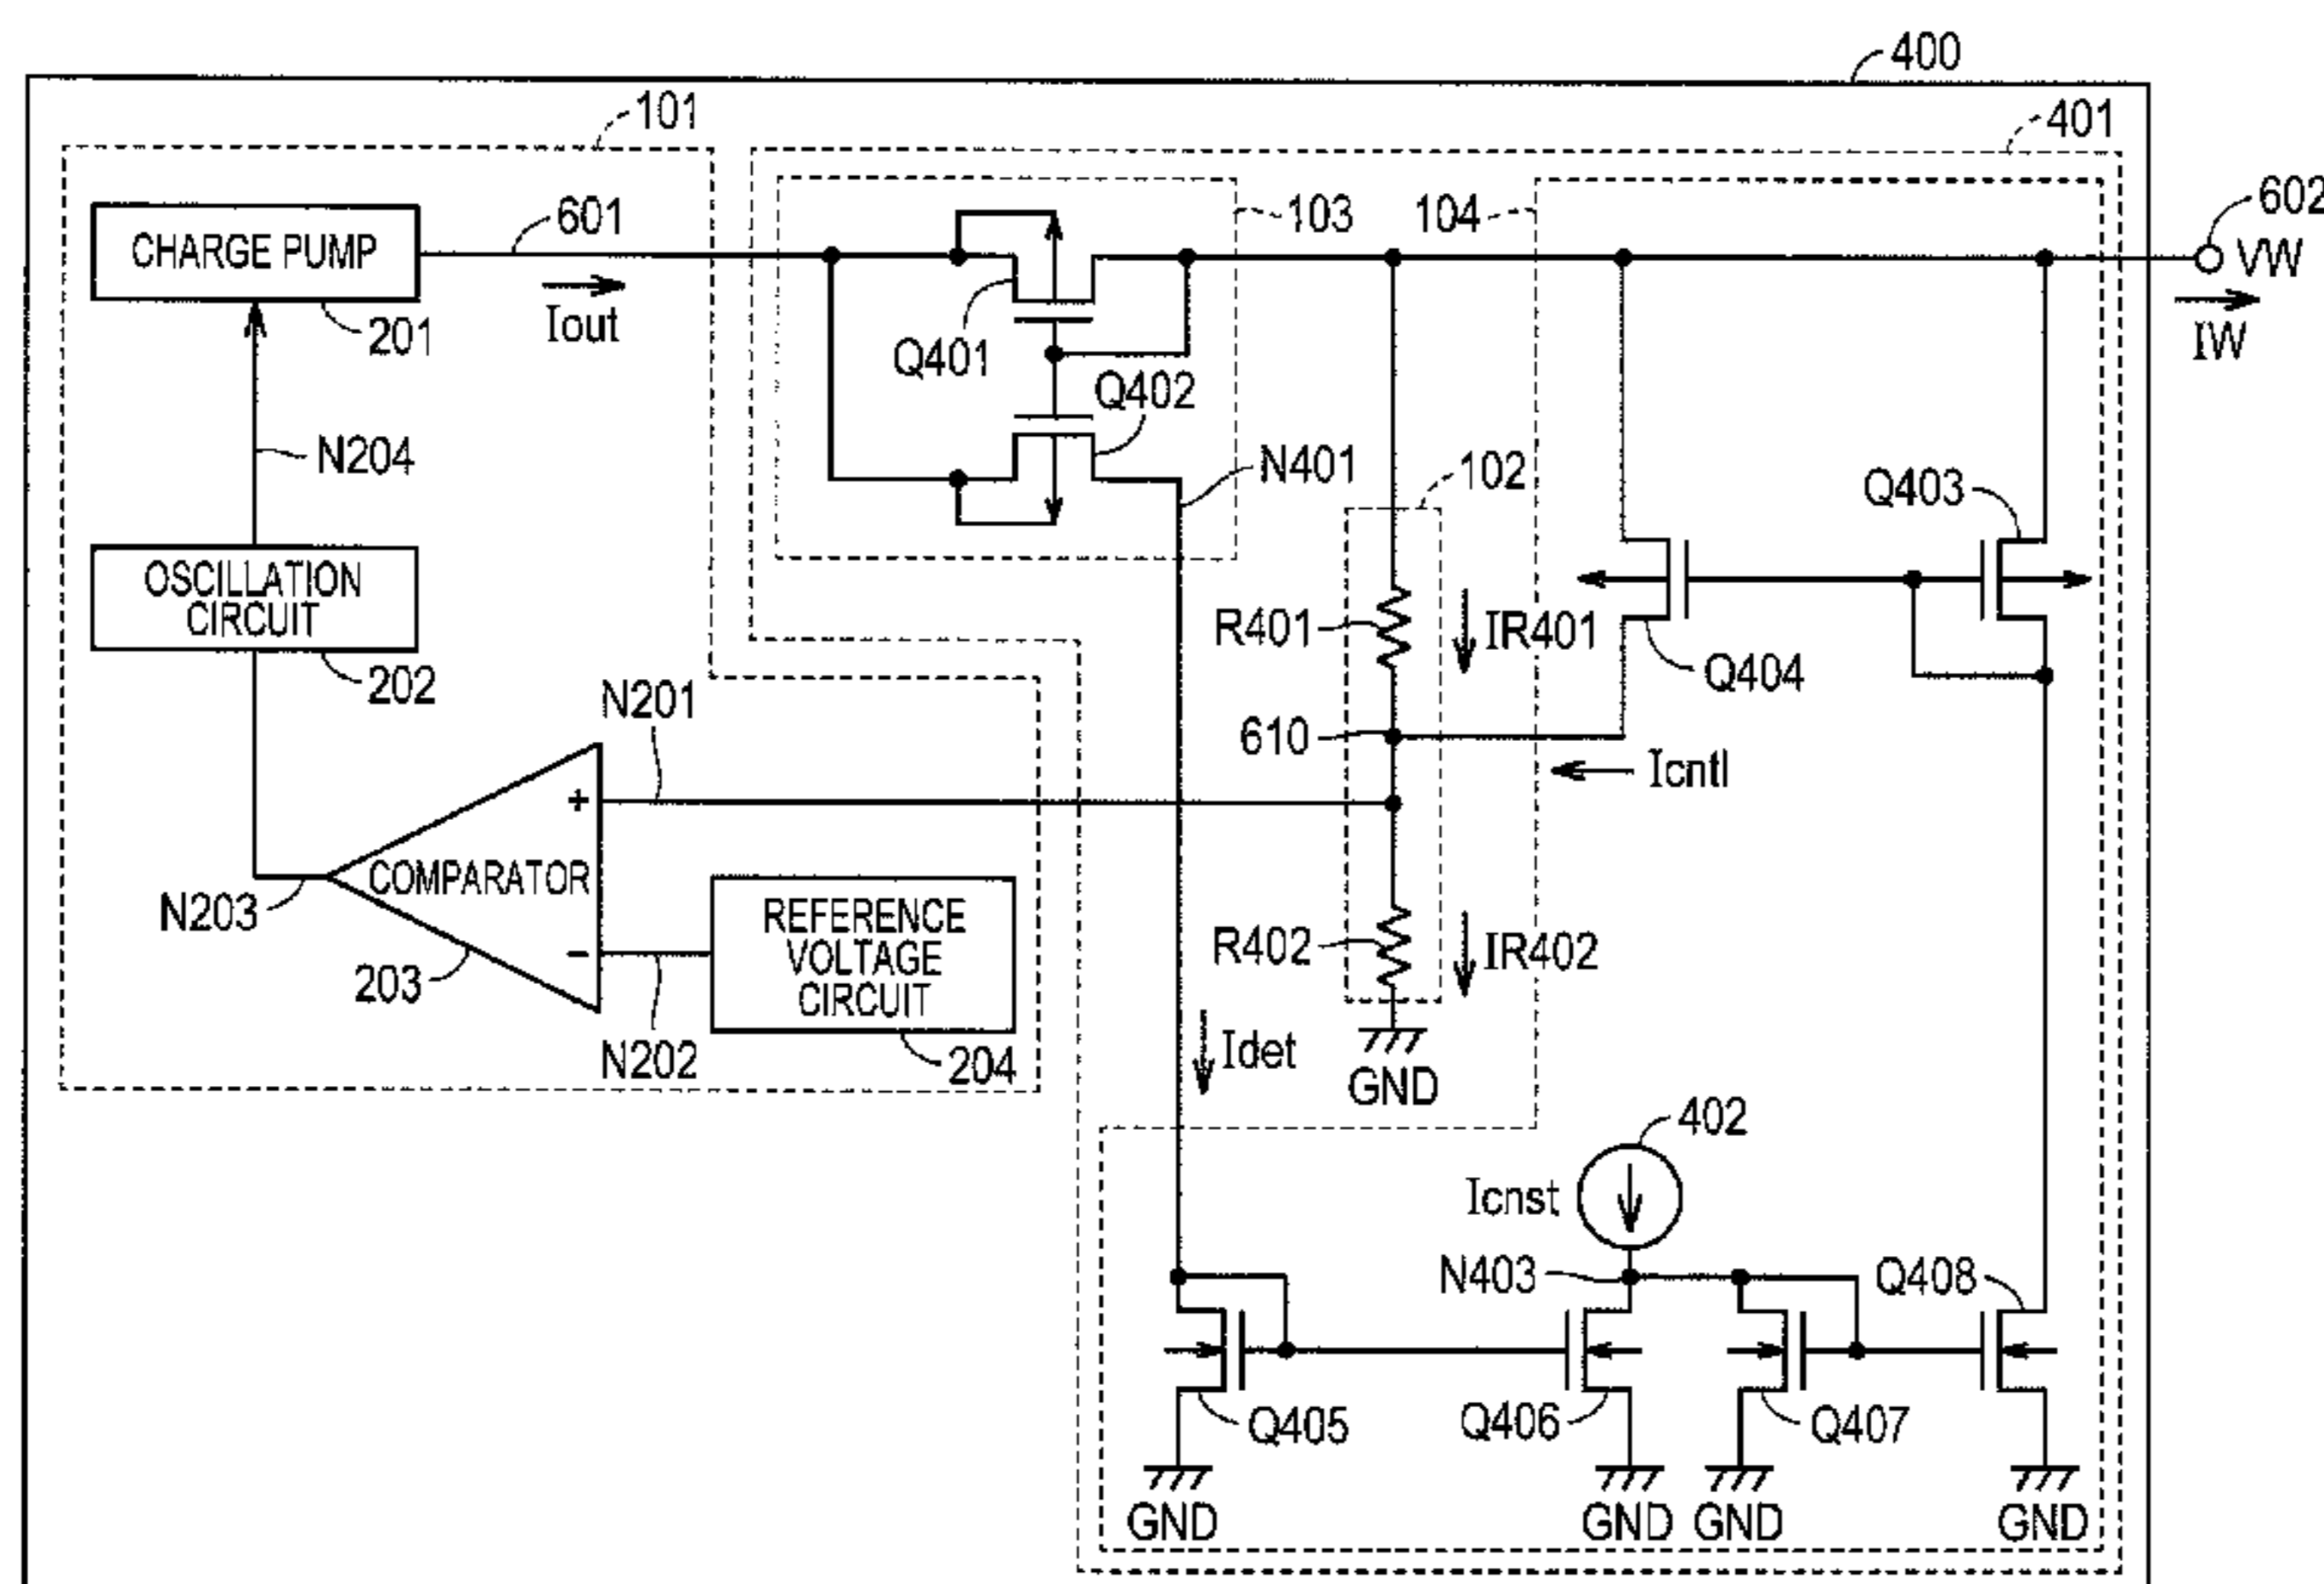 400
101
401
CHARGE PUMP
601
103
104
602
VW
Iout
201
Q401
IW
Q402
N204
N401
102
Q403
OSCILLATION
CIRCUIT
202
R401
IR401
Q404
N201
610
Icntl
+
COMPARATOR
N203
REFERENCE
VOLTAGE
CIRCUIT
R402
IR402
-
203
N202
204
Idet
GND
402
Icnst
N403
Q408
Q405
Q406
Q407
GND
GND
GND
GND